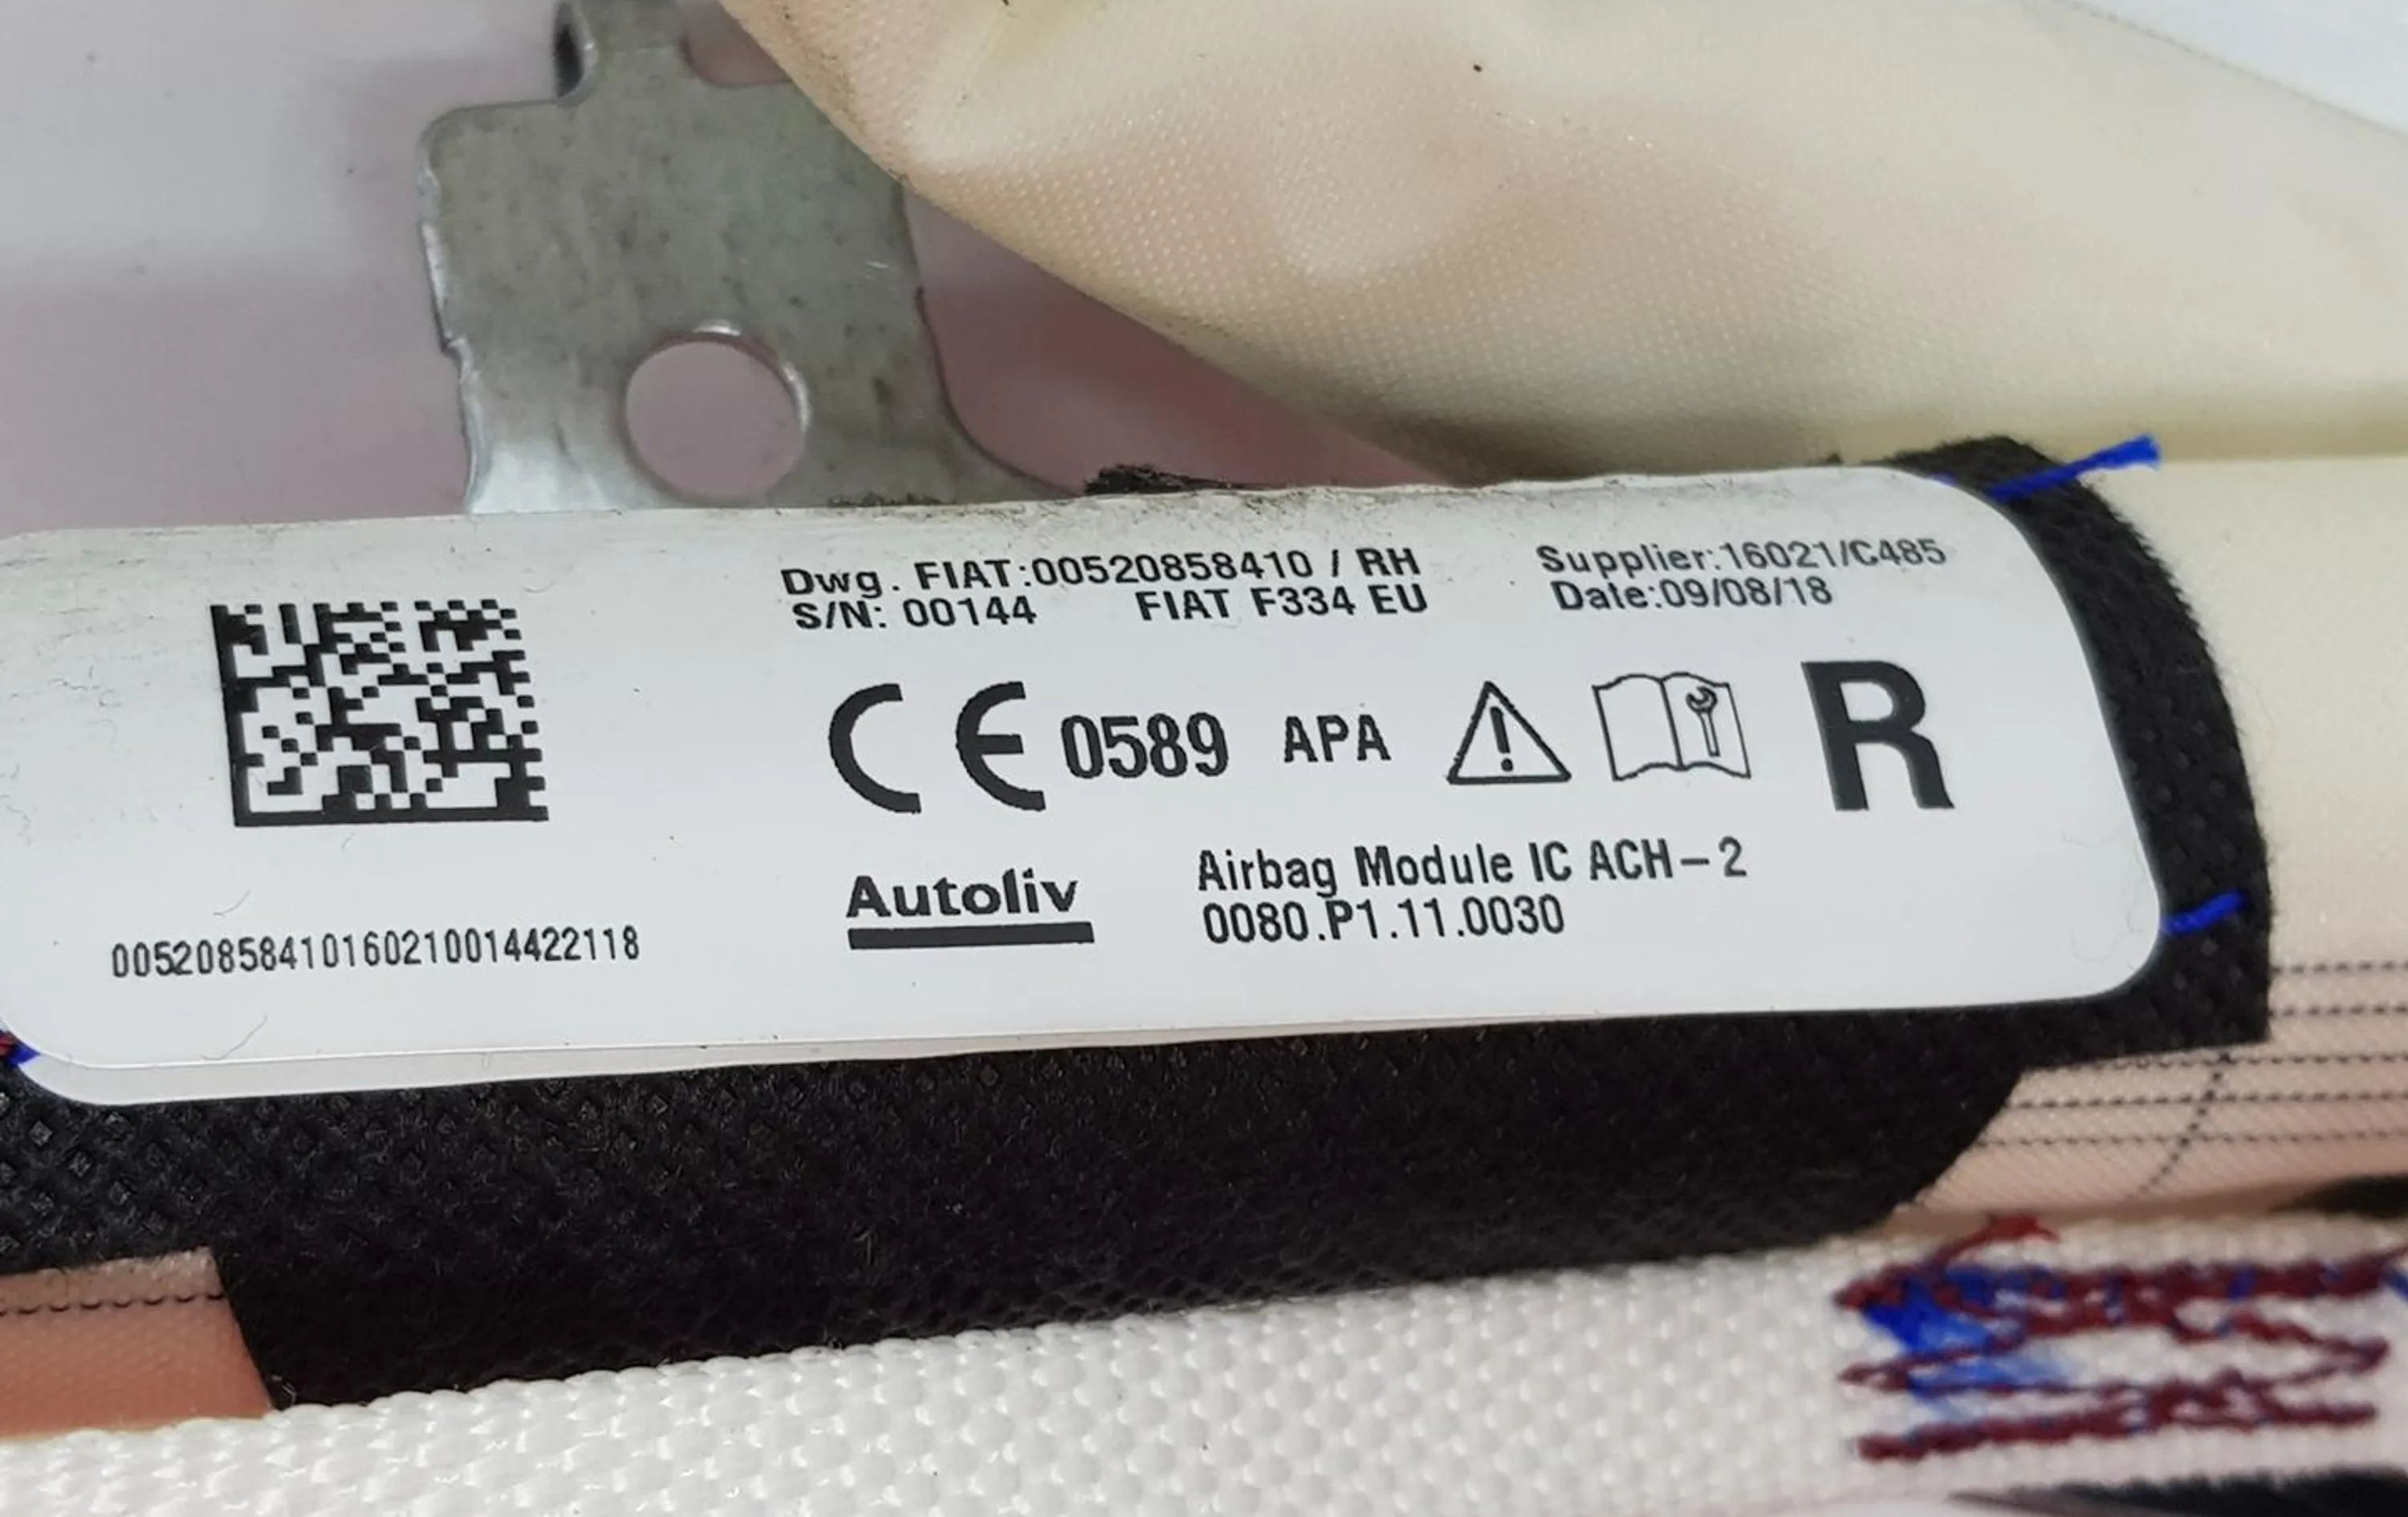 Dwg. FIAT:00520858410 / RH
S/N: 00144 FIAT F334 EU
Supplier:16021/C485
Date:09/08/18
CE 0589 APA
R
Autoliv
Airbag Module IC ACH-2
0080.P1.11.0030
00520858410160210014422118